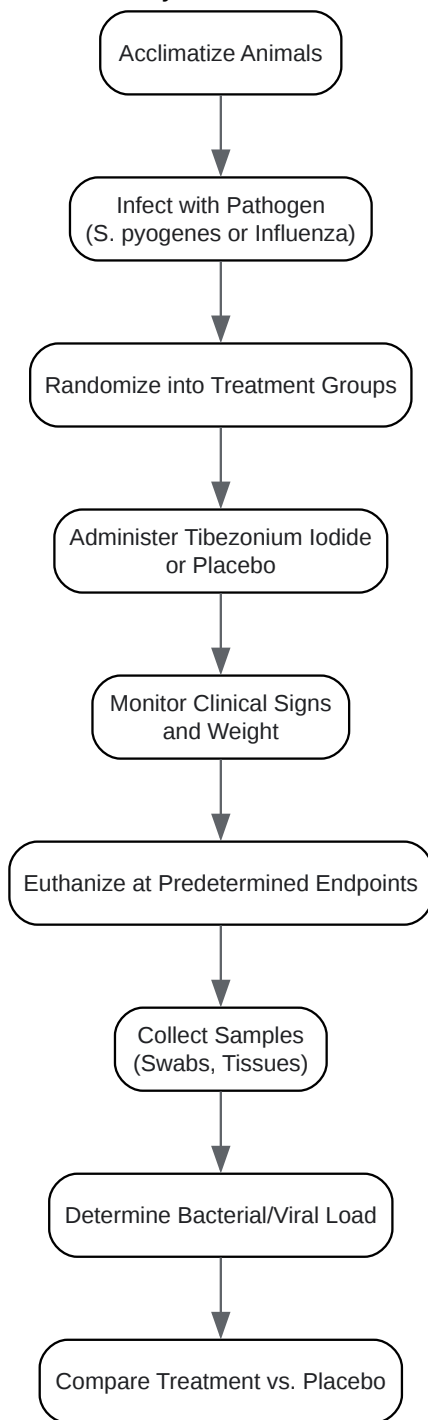 Acclimatize Animals
Infect with Pathogen
(S. pyogenes or Influenza)
Randomize into Treatment Groups
Administer Tibezonium Iodide
or Placebo
Monitor Clinical Signs
and Weight
Euthanize at Predetermined Endpoints
Collect Samples
(Swabs, Tissues)
Determine Bacterial/Viral Load
Compare Treatment vs. Placebo